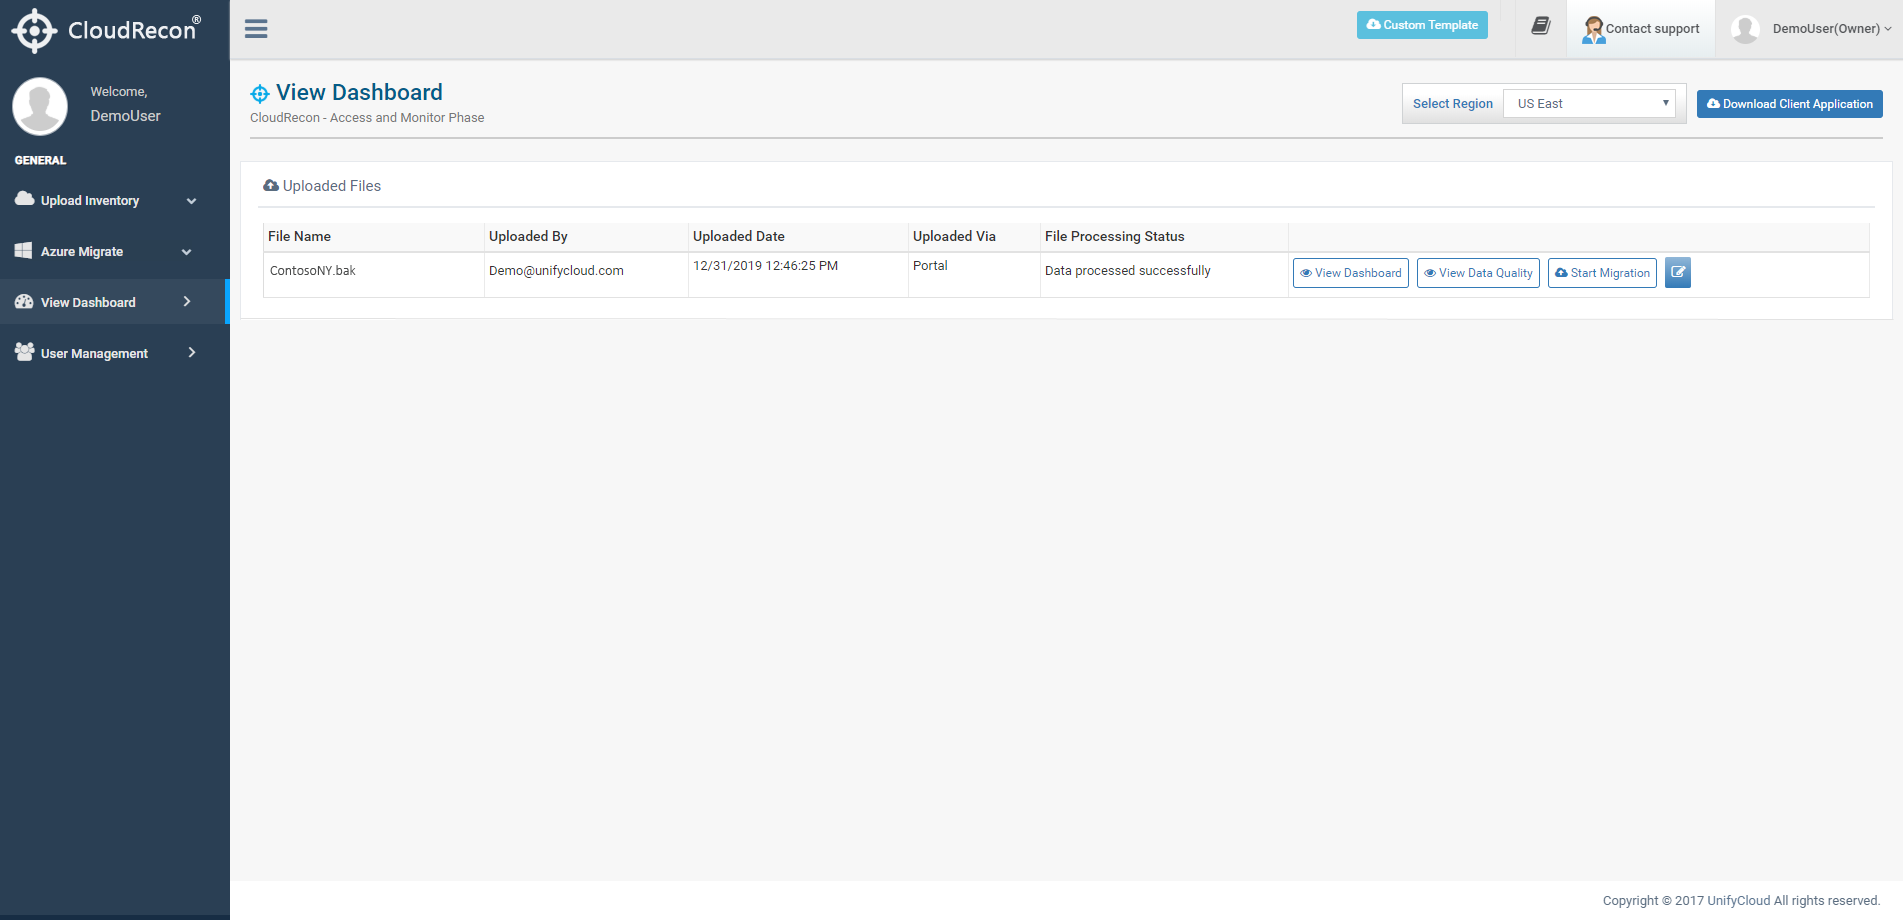 CloudRecon®
Custom Template
Contact support
DemoUser(Owner)
Welcome,
DemoUser
GENERAL
Upload Inventory
Azure Migrate
View Dashboard
User Management
View Dashboard
CloudRecon - Access and Monitor Phase
Select Region US East
Download Client Application
Uploaded Files
File Name Uploaded By Uploaded Date Uploaded Via File Processing Status
ContosoNY.bak Demo@unifycloud.com 12/31/2019 12:46:25 PM Portal Data processed successfully View Dashboard View Data Quality Start Migration
Copyright © 2017 UnifyCloud All rights reserved.